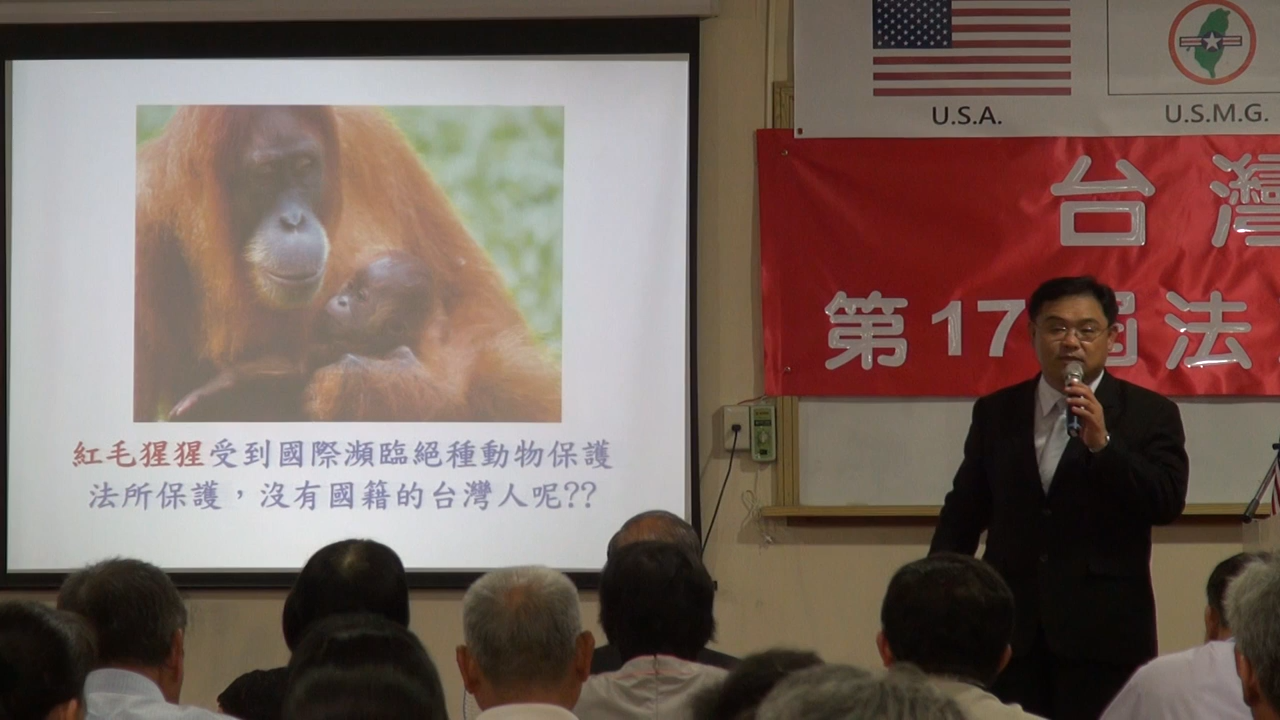 紅毛猩猩受到國際瀕臨絕種動物保護
法所保護，沒有國籍的台灣人呢??
U.S.A.
U.S.M.G.
台灣
第17屆法